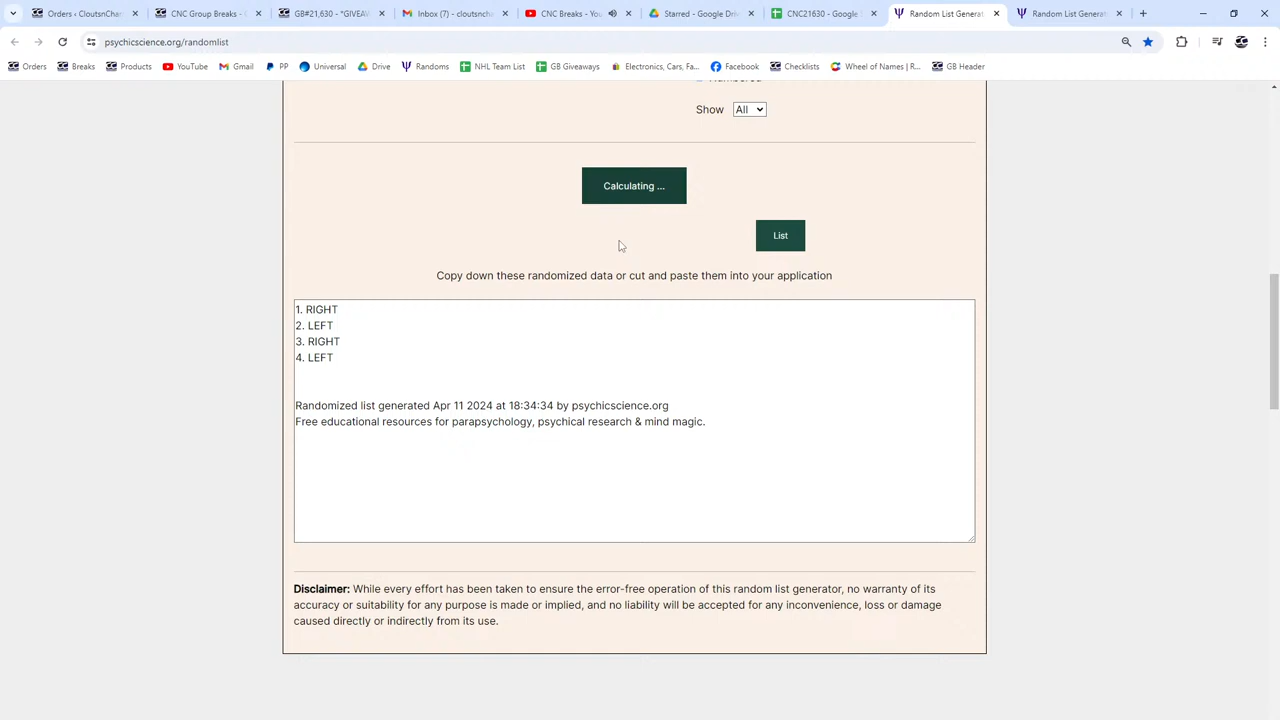 Orders ‹ CloutsnChar
CNC Group Breaks -
GB#21,630 - *GIVEAV
Inbox (7) - cloutsnch
CNC Breaks - You
Starred - Google Dri
CNC21630 - Google
Random List Generat
Random List Generat
psychicscience.org/randomlist
Orders
Breaks
Products
YouTube
Gmail
PP
Universal
Drive
Randoms
NHL Team List
GB Giveaways
Electronics, Cars, Fa...
Facebook
Checklists
Wheel of Names | R...
GB Header
Numbered
Show All
Calculating ...
List
Copy down these randomized data or cut and paste them into your application
1. RIGHT
2. LEFT
3. RIGHT
4. LEFT
Randomized list generated Apr 11 2024 at 18:34:34 by psychicscience.org
Free educational resources for parapsychology, psychical research & mind magic.
Disclaimer: While every effort has been taken to ensure the error-free operation of this random list generator, no warranty of its
accuracy or suitability for any purpose is made or implied, and no liability will be accepted for any inconvenience, loss or damage
caused directly or indirectly from its use.